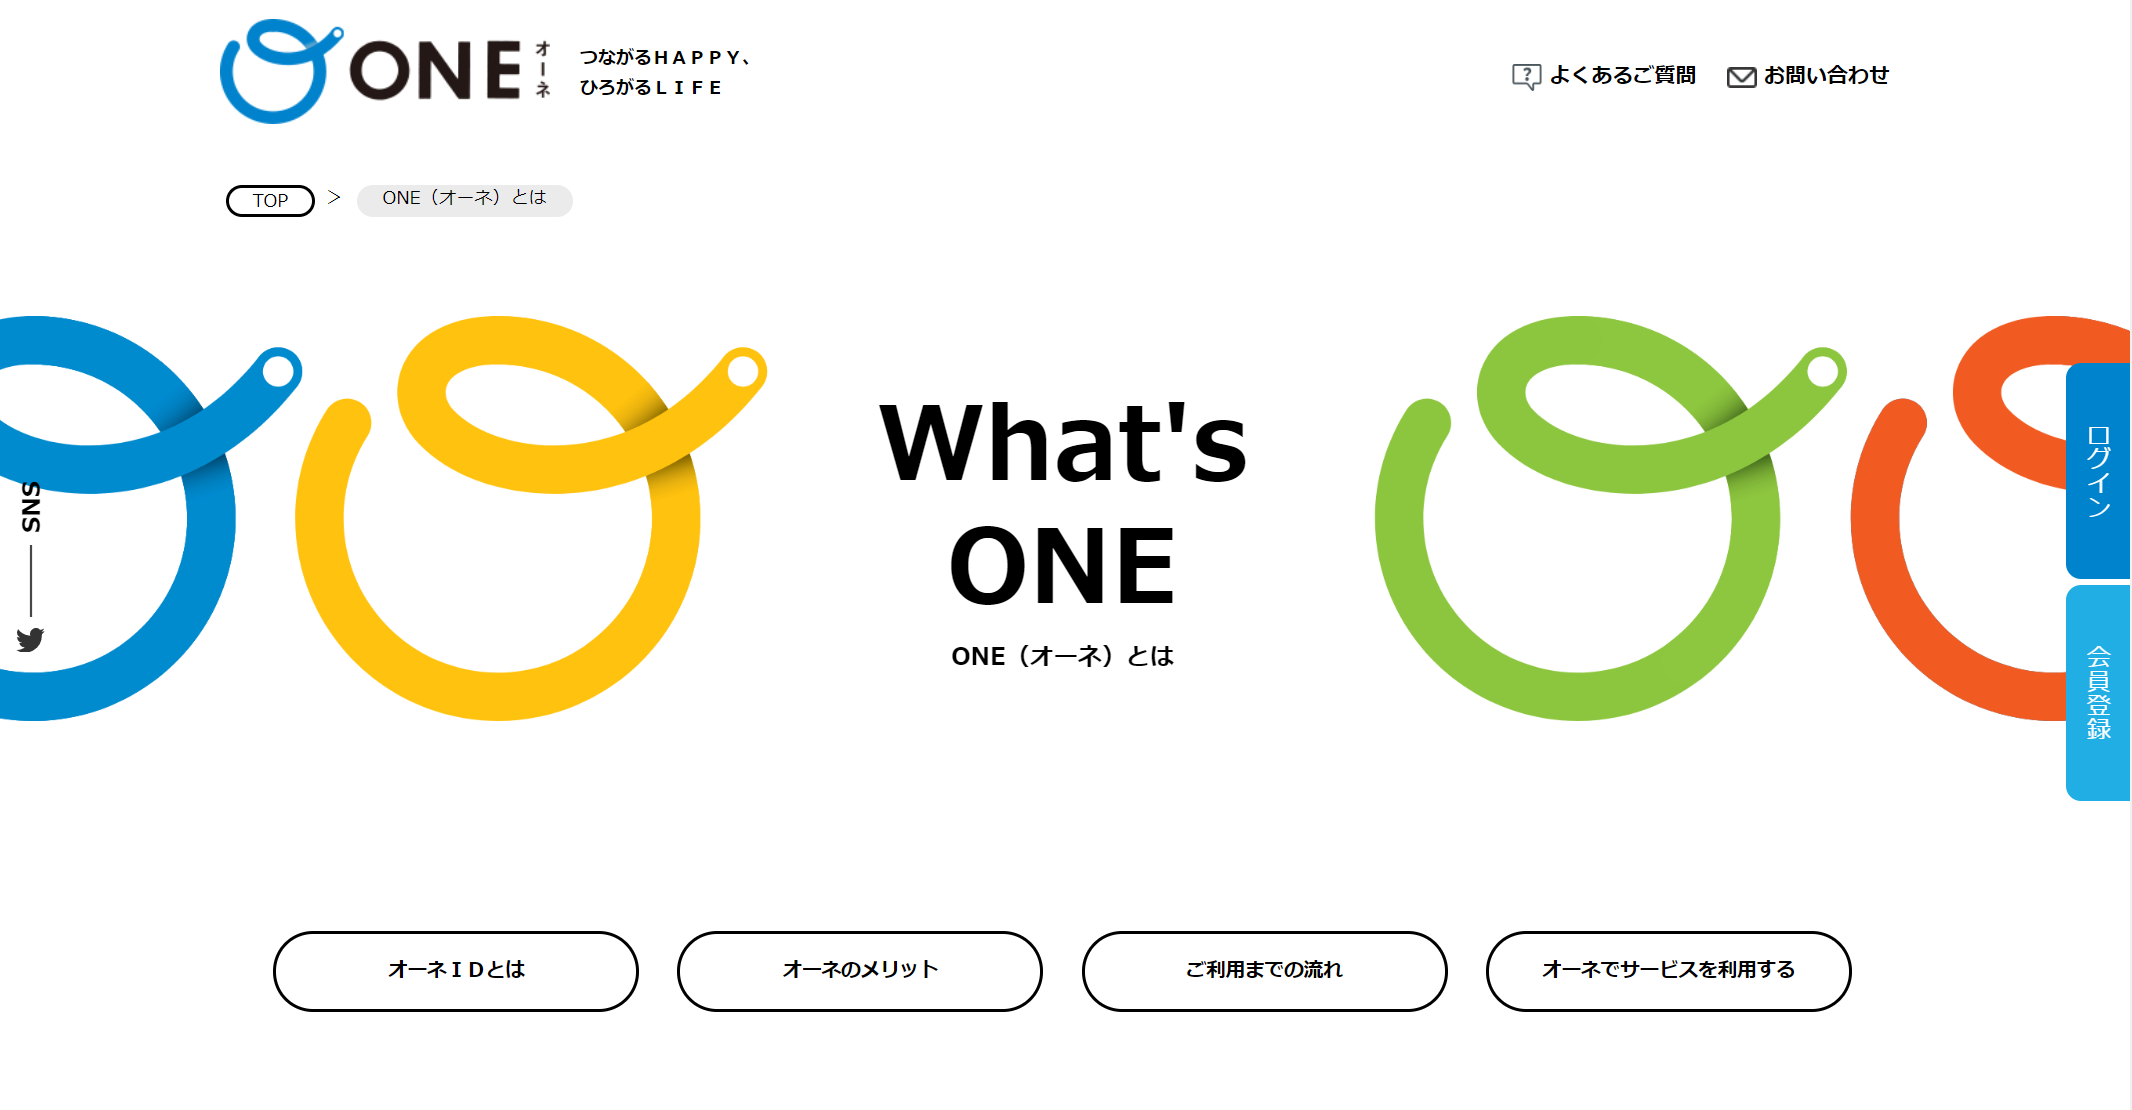 ONE オーネ
つながるＨＡＰＰＹ、
ひろがるＬＩＦＥ
よくあるご質問
お問い合わせ
TOP > ONE（オーネ）とは
What's
ONE
ONE（オーネ）とは
SNS
ログイン
会員登録
オーネＩＤとは
オーネのメリット
ご利用までの流れ
オーネでサービスを利用する